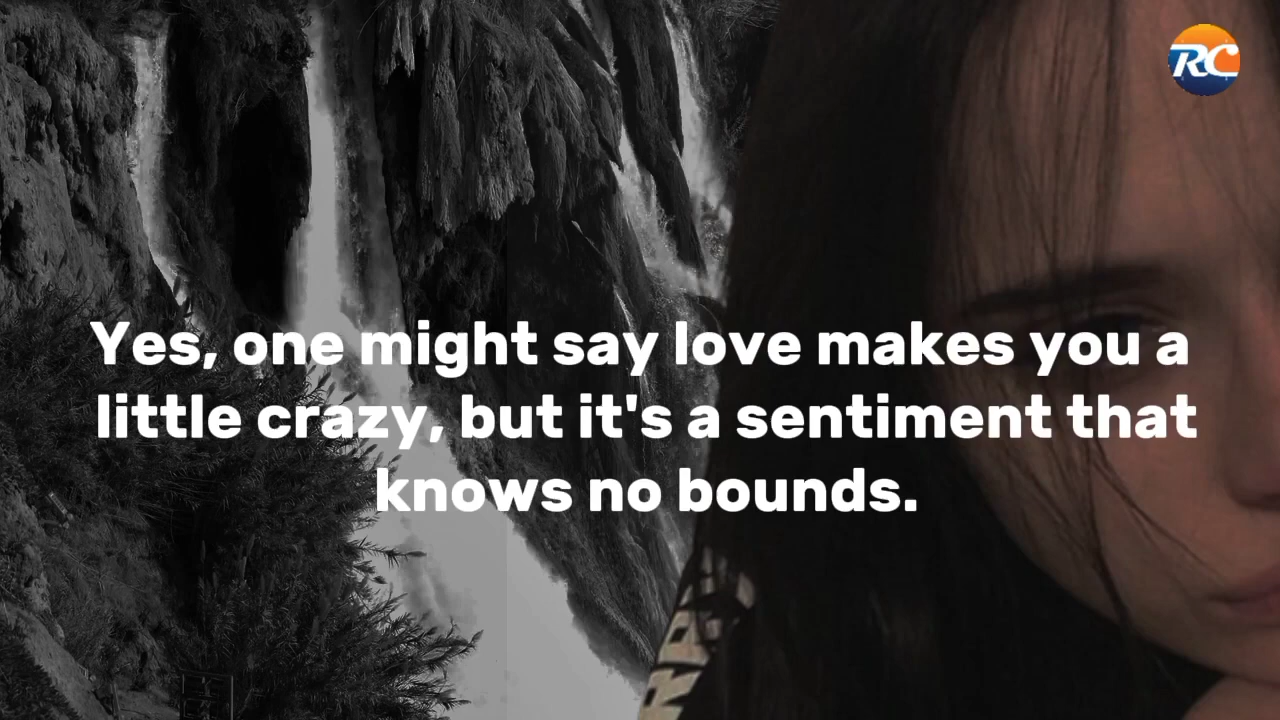 RC
Yes, one might say love makes you a
little crazy, but it's a sentiment that
knows no bounds.